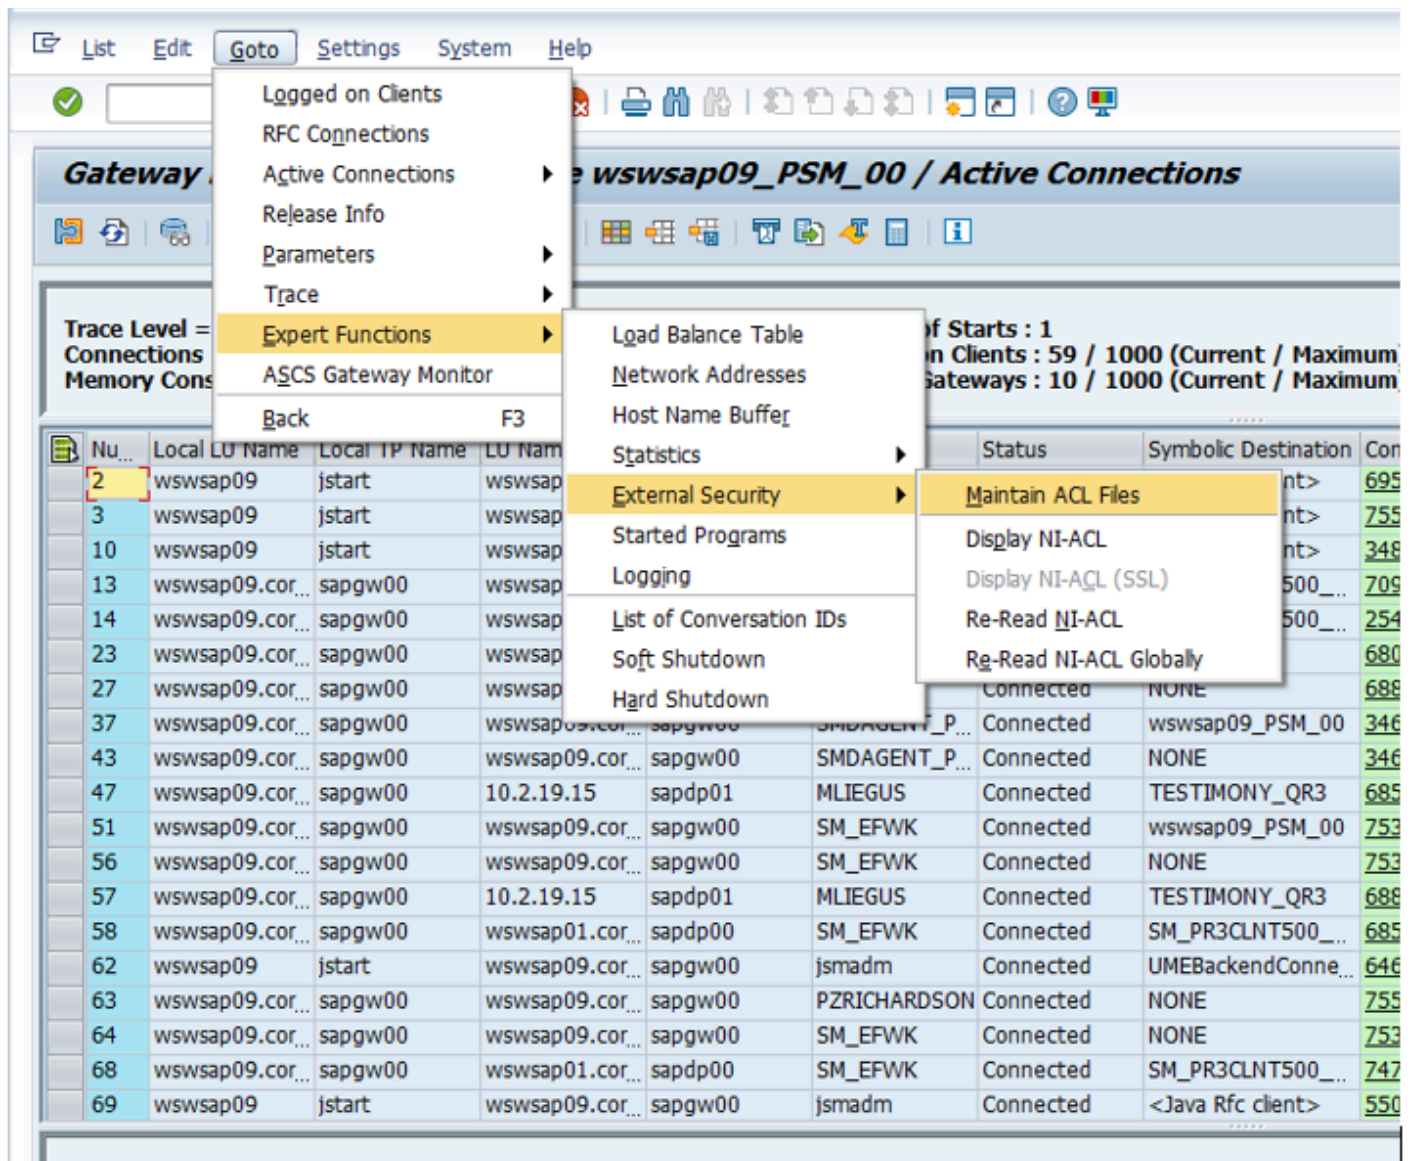 List Edit Goto Settings System Help
Logged on Clients
RFC Connections
Active Connections
Release Info
Parameters
Trace
Expert Functions
ASCS Gateway Monitor
Back F3
Gateway wswsap09_PSM_00 / Active Connections
Load Balance Table
Network Addresses
Host Name Buffer
Statistics
External Security
Started Programs
Logging
List of Conversation IDs
Soft Shutdown
Hard Shutdown
Maintain ACL Files
Display NI-ACL
Display NI-ACL (SSL)
Re-Read NI-ACL
Re-Read NI-ACL Globally
Trace Level = of Starts : 1
Connections on Clients : 59 / 1000 (Current / Maximum
Memory Cons Gateways : 10 / 1000 (Current / Maximum
Nu... Local LU Name Local TP Name LU Nam Status Symbolic Destination Con
2 wswsap09 jstart wswsap nt> 695
3 wswsap09 jstart wswsap nt> 755
10 wswsap09 jstart wswsap nt> 348
13 wswsap09.cor... sapgw00 wswsap 500_... 709
14 wswsap09.cor... sapgw00 wswsap 500_... 254
23 wswsap09.cor... sapgw00 wswsap 680
27 wswsap09.cor... sapgw00 wswsap Connected NONE 688
37 wswsap09.cor... sapgw00 wswsap09.cor... sapgw00 SMDAGENT_P... Connected wswsap09_PSM_00 346
43 wswsap09.cor... sapgw00 wswsap09.cor... sapgw00 SMDAGENT_P... Connected NONE 346
47 wswsap09.cor... sapgw00 10.2.19.15 sapdp01 MLIEGUS Connected TESTIMONY_QR3 685
51 wswsap09.cor... sapgw00 wswsap09.cor... sapgw00 SM_EFWK Connected wswsap09_PSM_00 753
56 wswsap09.cor... sapgw00 wswsap09.cor... sapgw00 SM_EFWK Connected NONE 753
57 wswsap09.cor... sapgw00 10.2.19.15 sapdp01 MLIEGUS Connected TESTIMONY_QR3 688
58 wswsap09.cor... sapgw00 wswsap01.cor... sapdp00 SM_EFWK Connected SM_PR3CLNT500_... 685
62 wswsap09 jstart wswsap09.cor... sapgw00 jsmadm Connected UMEBackendConne... 646
63 wswsap09.cor... sapgw00 wswsap09.cor... sapgw00 PZRICHARDSON Connected NONE 755
64 wswsap09.cor... sapgw00 wswsap09.cor... sapgw00 SM_EFWK Connected NONE 753
68 wswsap09.cor... sapgw00 wswsap01.cor... sapdp00 SM_EFWK Connected SM_PR3CLNT500_... 747
69 wswsap09 jstart wswsap09.cor... sapgw00 jsmadm Connected <Java Rfc client> 550